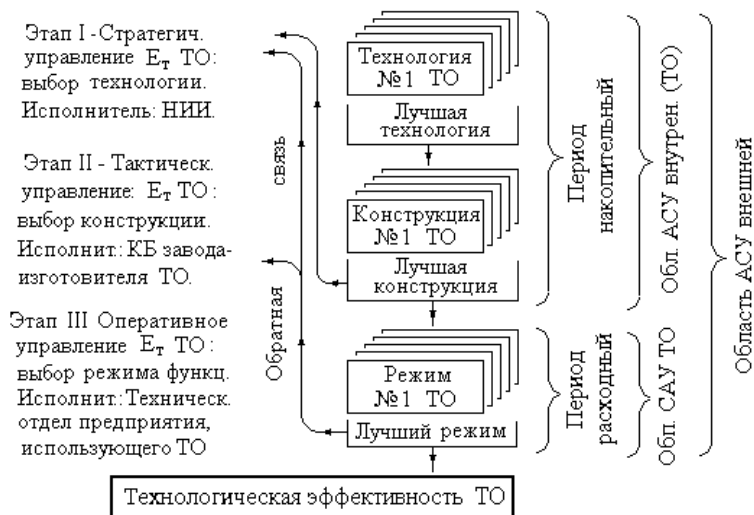 Этап I - Стратегич.
управление Eт ТО:
выбор технологии.
Исполнитель: НИИ.
Этап II - Тактическ.
управление: Eт ТО:
выбор конструкции.
Исполнит.: КБ завода-
изготовителя ТО.
Этап III Оперативное
управление Eт ТО:
выбор режима функц.
Исполнит: Техническ.
отдел предприятия,
использующего ТО
Обратная
связь
Технология
№1 ТО
Лучшая
технология
Конструкция
№1 ТО
Лучшая
конструкция
Режим
№1 ТО
Лучший режим
Технологическая эффективность ТО
Период
накопительный
Период
расходный
Обл. АСУ внутрен. (ТО)
Обл. САУ ТО
Область АСУ внешней